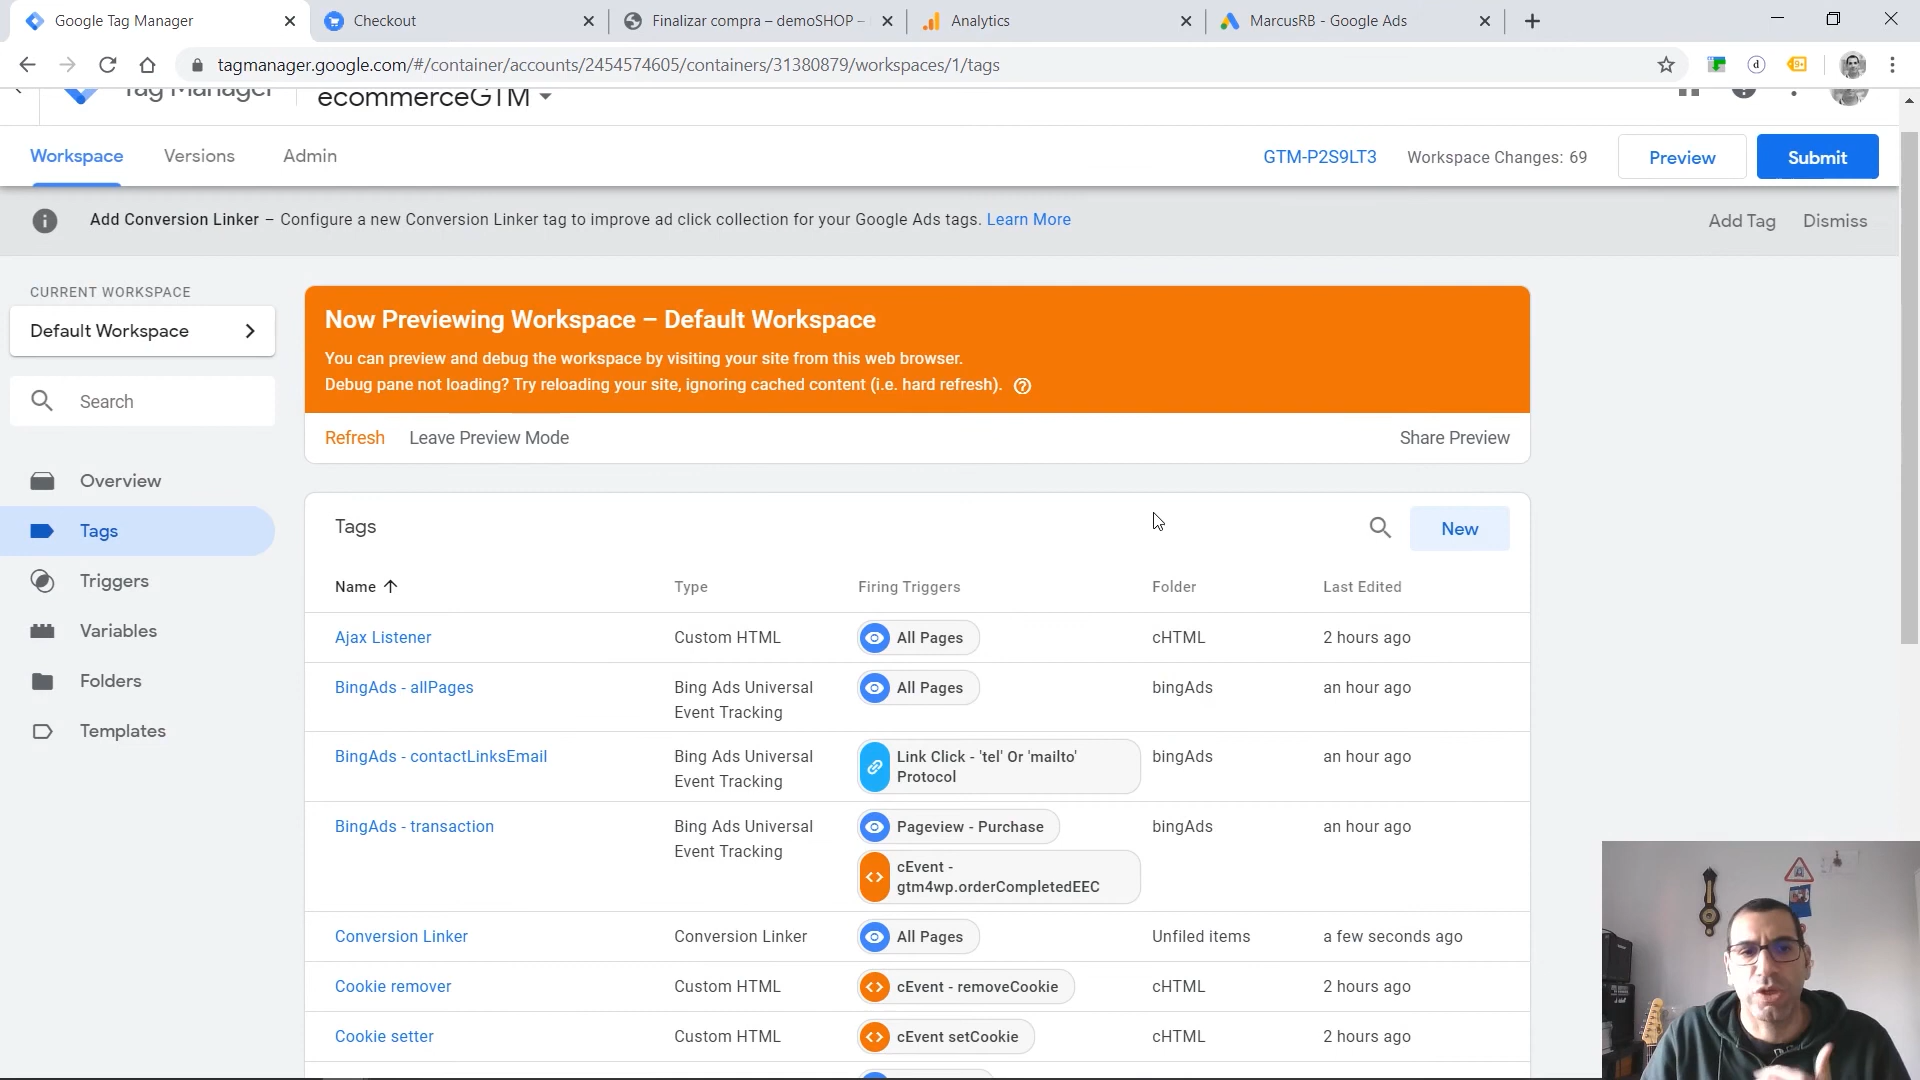 Google Tag Manager
Checkout
Finalizar compra – demoSHOP –
Analytics
MarcusRB - Google Ads
tagmanager.google.com/#/container/accounts/2454574605/containers/31380879/workspaces/1/tags
Tag Manager
ecommerceGTM
Workspace
Versions
Admin
GTM-P2S9LT3
Workspace Changes: 69
Preview
Submit
Add Conversion Linker – Configure a new Conversion Linker tag to improve ad click collection for your Google Ads tags. Learn More
Add Tag
Dismiss
CURRENT WORKSPACE
Default Workspace
Search
Overview
Tags
Triggers
Variables
Folders
Templates
Now Previewing Workspace – Default Workspace
You can preview and debug the workspace by visiting your site from this web browser.
Debug pane not loading? Try reloading your site, ignoring cached content (i.e. hard refresh).
Refresh
Leave Preview Mode
Share Preview
Tags
New
Name
Type
Firing Triggers
Folder
Last Edited
Ajax Listener
Custom HTML
All Pages
cHTML
2 hours ago
BingAds - allPages
Bing Ads Universal
Event Tracking
All Pages
bingAds
an hour ago
BingAds - contactLinksEmail
Bing Ads Universal
Event Tracking
Link Click - 'tel' Or 'mailto'
Protocol
bingAds
an hour ago
BingAds - transaction
Bing Ads Universal
Event Tracking
Pageview - Purchase
cEvent -
gtm4wp.orderCompletedEEC
bingAds
an hour ago
Conversion Linker
Conversion Linker
All Pages
Unfiled items
a few seconds ago
Cookie remover
Custom HTML
cEvent - removeCookie
cHTML
2 hours ago
Cookie setter
Custom HTML
cEvent setCookie
cHTML
2 hours ago